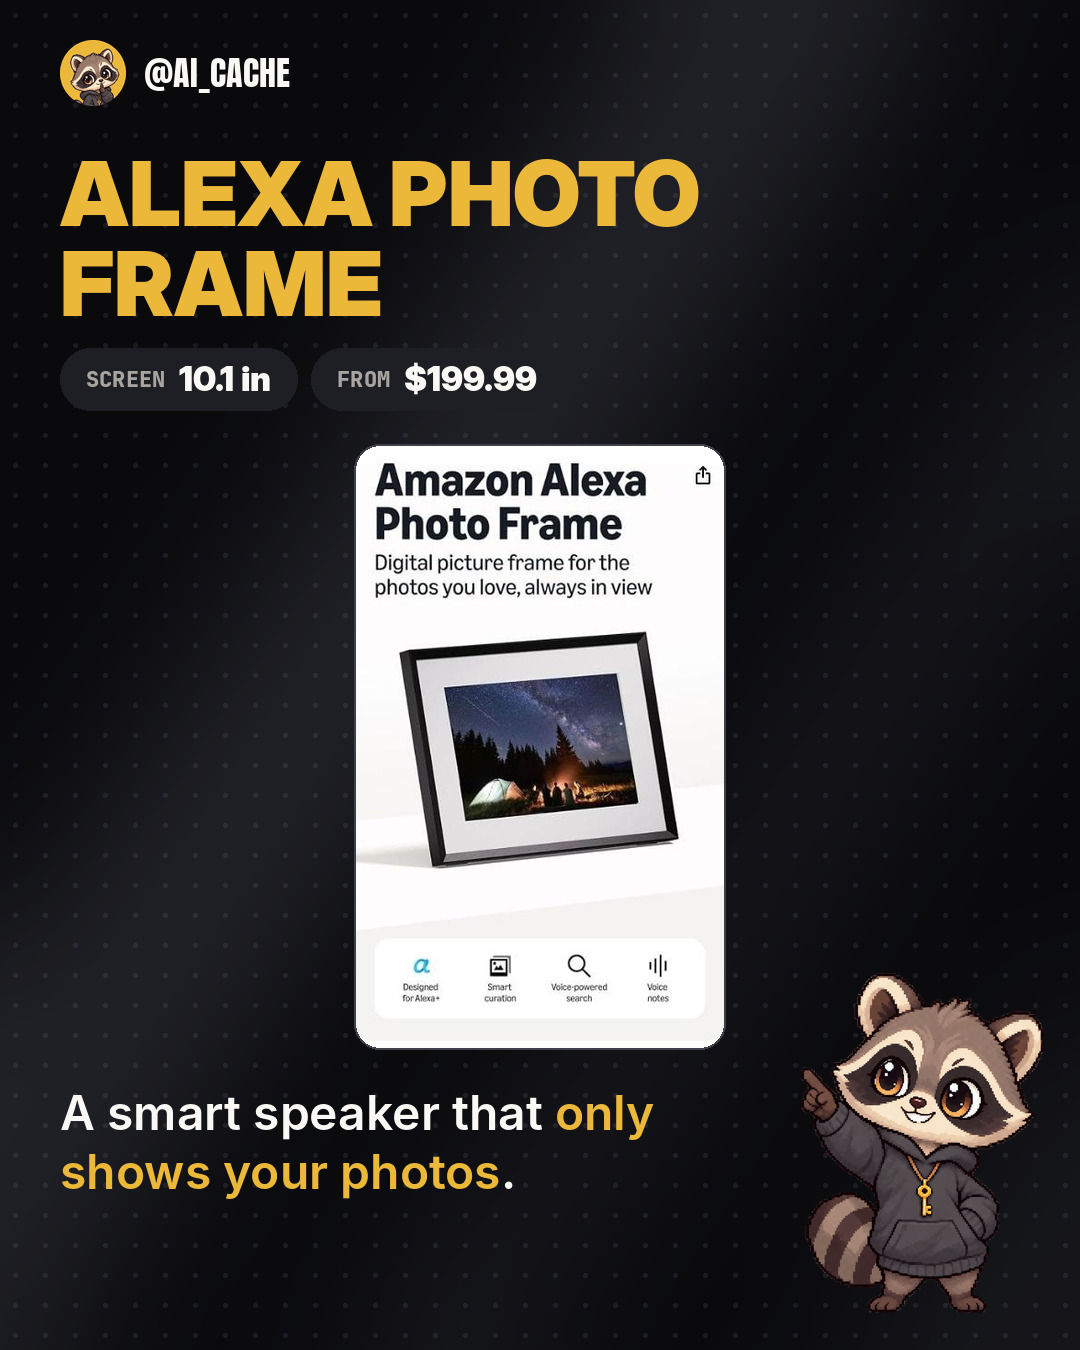 @AI_CACHE
ALEXA PHOTO
FRAME
SCREEN 10.1 in FROM $199.99
Amazon Alexa
Photo Frame
Digital picture frame for the
photos you love, always in view
Designed
for Alexa+
Smart
curation
Voice-powered
search
Voice
notes
A smart speaker that only
shows your photos.